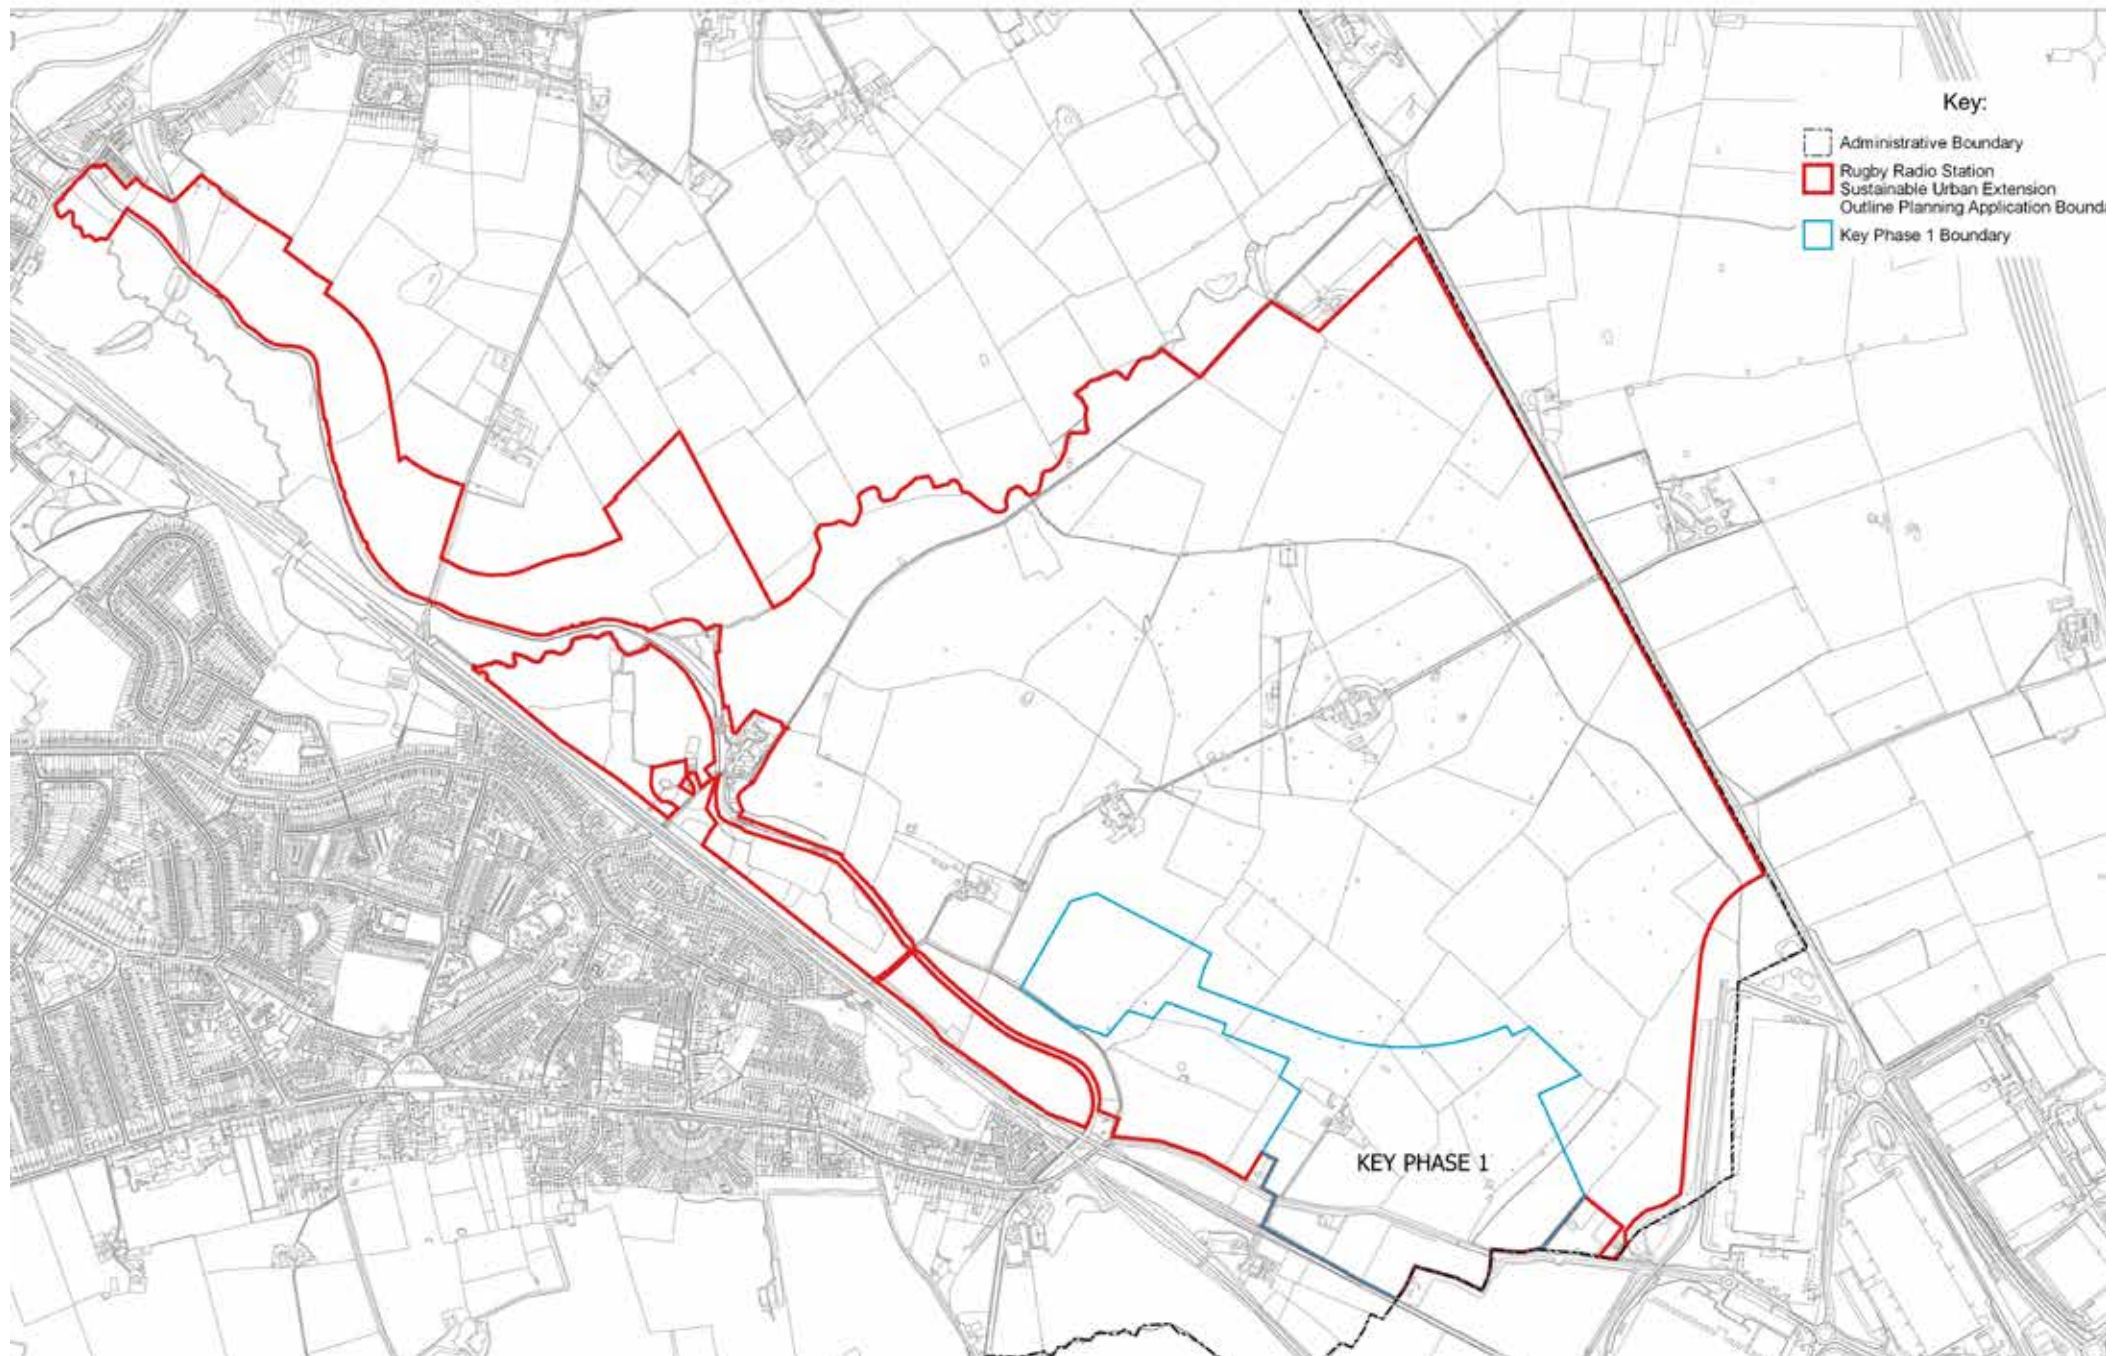 Key:
Administrative Boundary
Rugby Radio Station
Sustainable Urban Extension
Outline Planning Application Bounda
Key Phase 1 Boundary
KEY PHASE 1